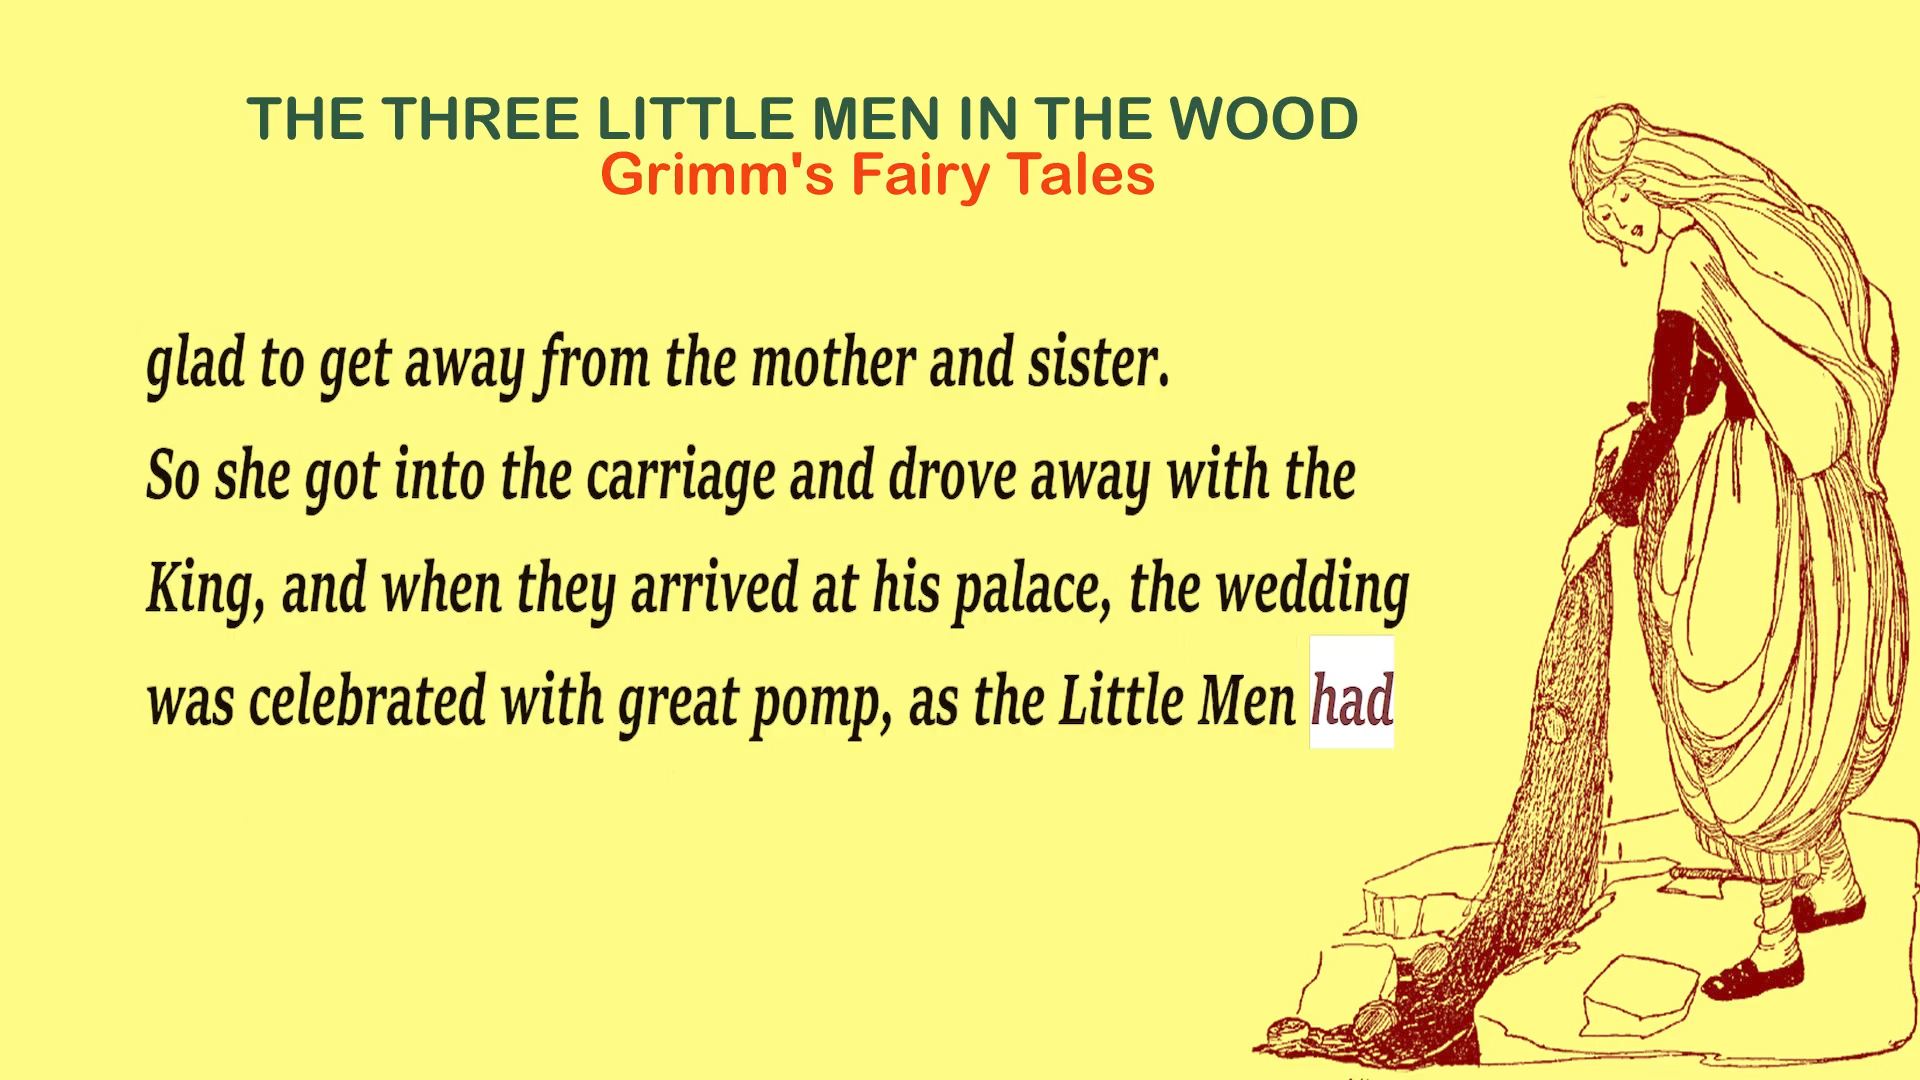 THE THREE LITTLE MEN IN THE WOOD
Grimm's Fairy Tales
glad to get away from the mother and sister.
So she got into the carriage and drove away with the
King, and when they arrived at his palace, the wedding
was celebrated with great pomp, as the Little Men had